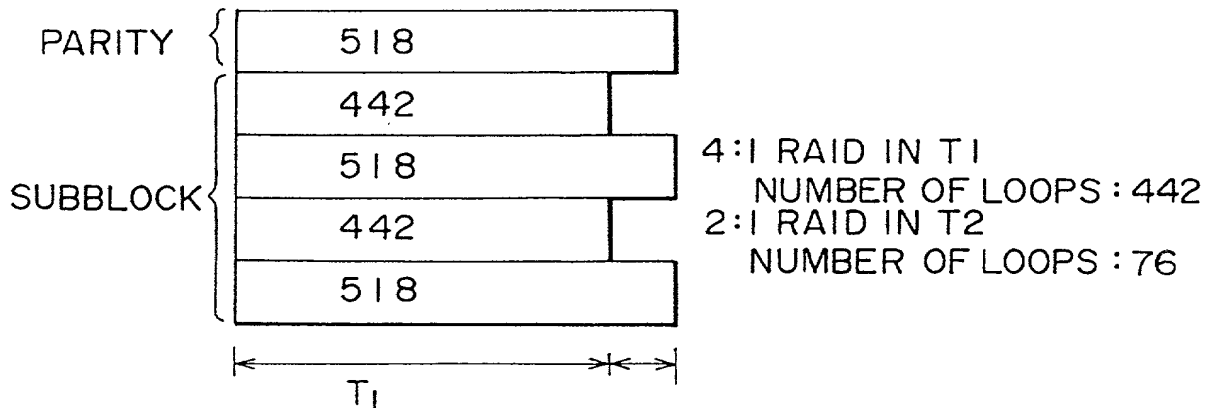 PARITY
518
442
518
SUBBLOCK
442
518
4:1 RAID IN T1
NUMBER OF LOOPS : 442
2:1 RAID IN T2
NUMBER OF LOOPS : 76
T1